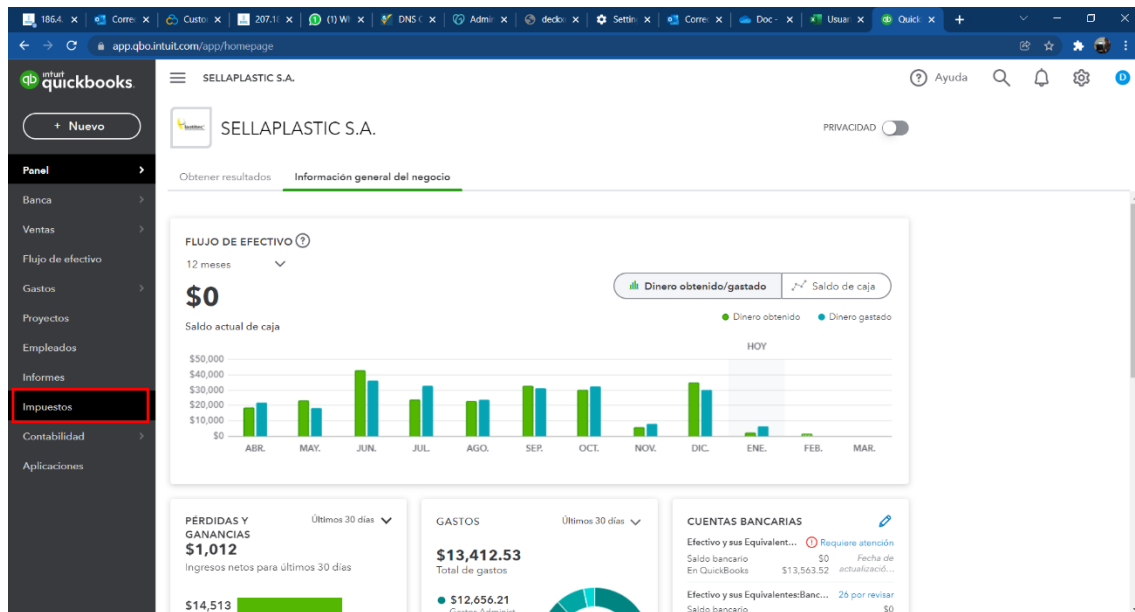 186.4.
Correo
Custo
207.1
(1) W
DNS
Admir
Settin
Correo
Doc -
Usuar
Quick
app.qbo.intuit.com/app/homepage
intuit
quickbooks.
+ Nuevo
Panel
Banca
Ventas
Flujo de efectivo
Gastos
Proyectos
Empleados
Informes
Impuestos
Contabilidad
Aplicaciones
SELLAPLASTIC S.A.
Ayuda
D
SELLAPLASTIC S.A.
PRIVACIDAD
Obtener resultados Información general del negocio
FLUJO DE EFECTIVO
12 meses
$0
Saldo actual de caja
Dinero obtenido/gastado Saldo de caja
Dinero obtenido Dinero gastado
HOY
$50,000
$40,000
$30,000
$20,000
$10,000
$0
ABR. MAY. JUN. JUL. AGO. SEP. OCT. NOV. DIC. ENE. FEB. MAR.
PÉRDIDAS Y
GANANCIAS
Últimos 30 días
$1,012
Ingresos netos para últimos 30 días
$14,513
GASTOS
Últimos 30 días
$13,412.53
Total de gastos
$12,656.21
CUENTAS BANCARIAS
Efectivo y sus Equivalent... Requiere atención
Saldo bancario $0 Fecha de
En QuickBooks $13,563.52 actualizació...
Efectivo y sus Equivalentes:Banc... 26 por revisar
Saldo bancario $0